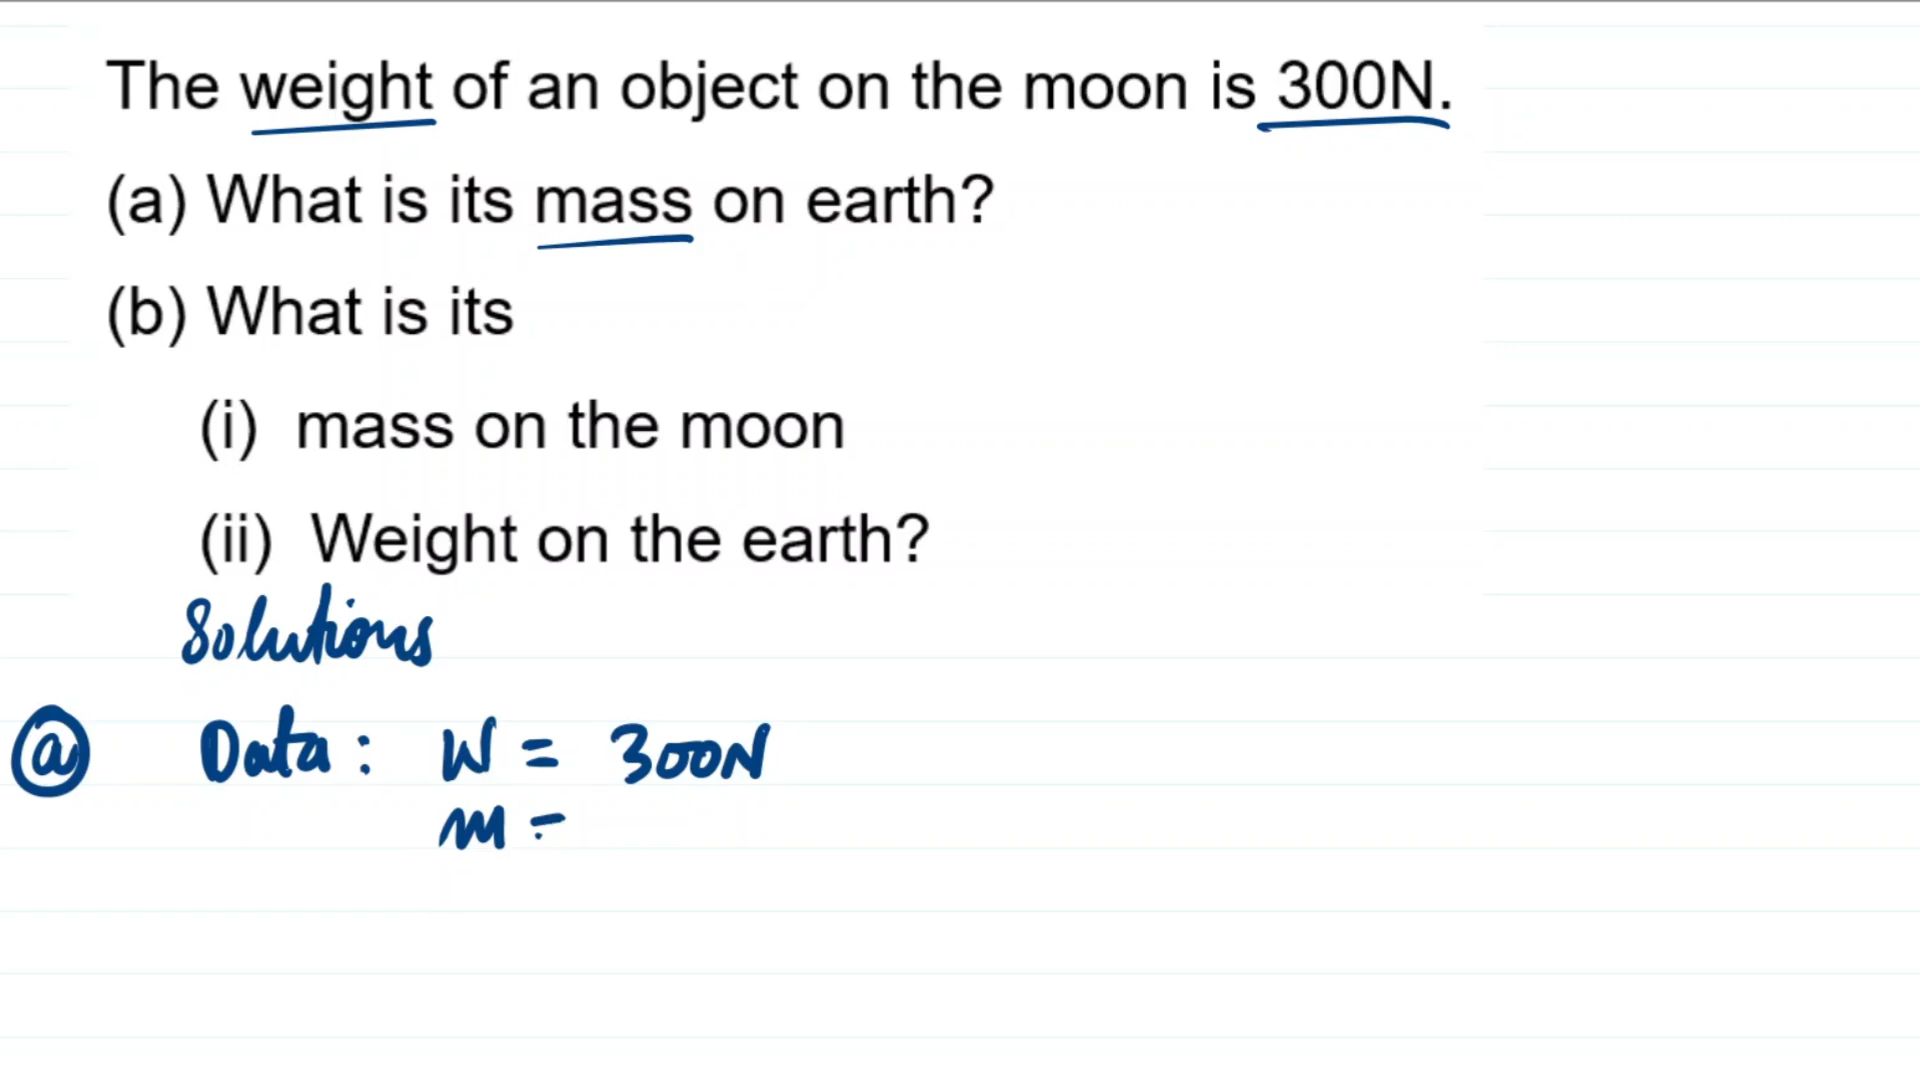 The weight of an object on the moon is 300N.
(a) What is its mass on earth?
(b) What is its
(i) mass on the moon
(ii) Weight on the earth?
Solutions
(a) Data: W = 300N
m =